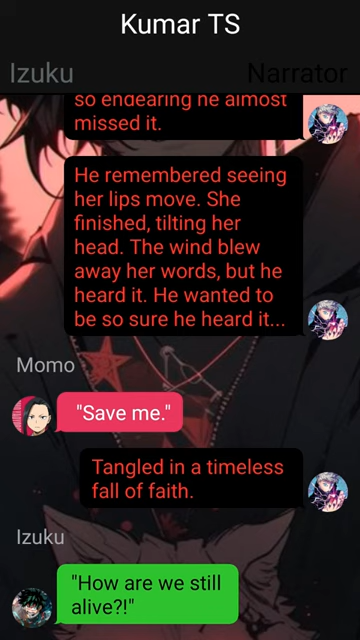 Kumar TS
Izuku
Narrator
so endearing he almost
missed it.
He remembered seeing
her lips move. She
finished, tilting her
head. The wind blew
away her words, but he
heard it. He wanted to
be so sure he heard it...
Momo
"Save me."
Tangled in a timeless
fall of faith.
Izuku
"How are we still
alive?!"